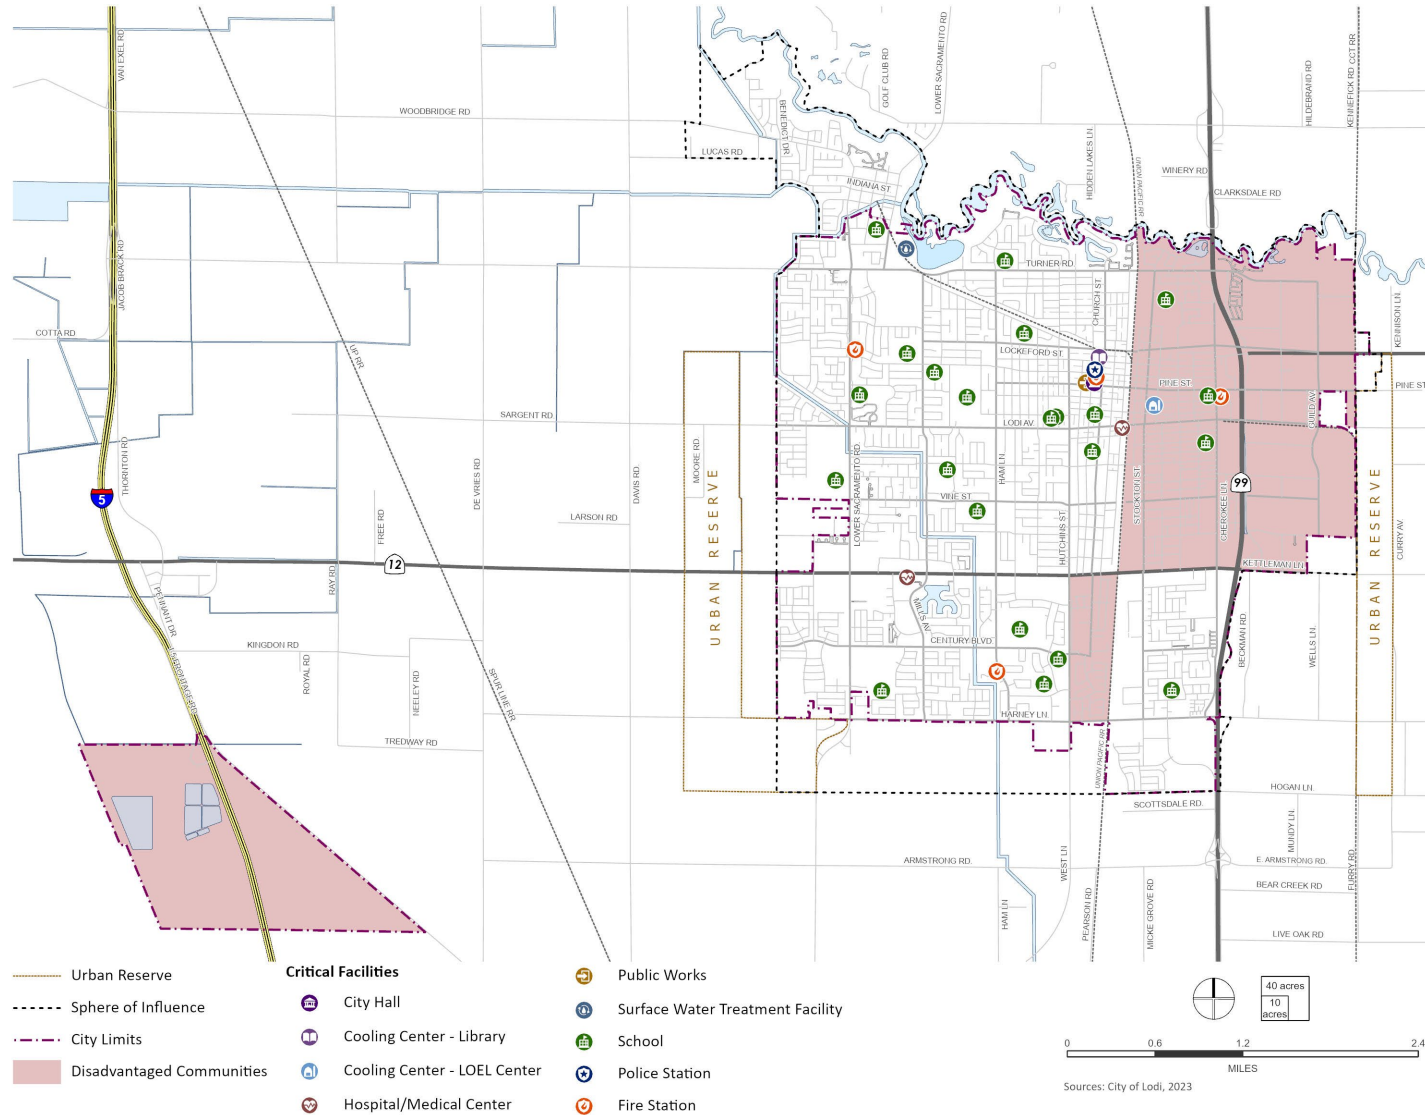 VAN EXEL RD
WOODBRIDGE RD
LUCAS RD
BENEDICT DR
GOLF CLUB RD
LOWER SACRAMENTO RD
HILDEBRAND RD
KENNEFICK RD
CCT RR
INDIANA ST
HIDDEN LAKES LN.
UNION PACIFIC RR
WINERY RD
CLARKSDALE RD
JACOB BRACK RD
TURNER RD
CHURCH ST.
KENNISON LN.
COTTA RD
UP RR
LOCKEFORD ST.
PINE ST.
PINE ST
SARGENT RD
LODI AV.
GUILD AV.
THORNTON RD
DE VRIES RD
DAVIS RD
MOORE RD
URBAN RESERVE
LOWER SACRAMENTO RD.
HAM LN.
STOCKTON ST.
CHEROKEE LN.
99
URBAN RESERVE
5
VINE ST.
FREE RD
LARSON RD
HUTCHINS ST.
CURRY AV.
12
KETTLEMAN LN.
RAY RD
PENNANT DR
MILLS AV.
KINGDON RD
ROYAL RD
NEELEY RD
CENTURY BLVD.
BECKMAN RD.
WELLS LN.
I-5 FRONTAGE RD
SPUR LINE RR
HARNEY LN.
TREDWAY RD
UNION PACIFIC RR
HOGAN LN.
SCOTTSDALE RD.
MUNDY LN.
ARMSTRONG RD.
WEST LN
E. ARMSTRONG RD.
FURRY RD.
BEAR CREEK RD
HAM LN
PEARSON RD
MICKE GROVE RD
LIVE OAK RD
Urban Reserve
Sphere of Influence
City Limits
Disadvantaged Communities
Critical Facilities
City Hall
Cooling Center - Library
Cooling Center - LOEL Center
Hospital/Medical Center
Public Works
Surface Water Treatment Facility
School
Police Station
Fire Station
40 acres
10
acres
0 0.6 1.2 2.4
MILES
Sources: City of Lodi, 2023